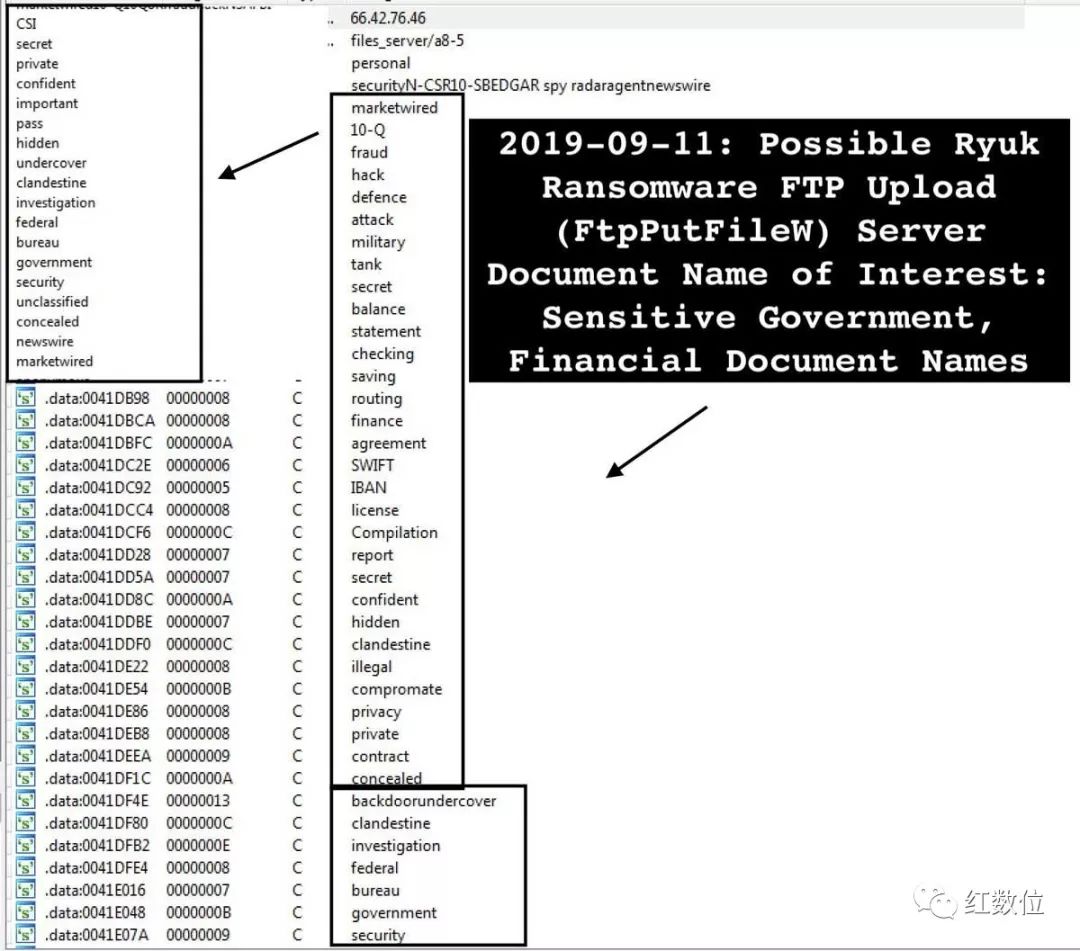 CSI
secret
private
confident
important
pass
hidden
undercover
clandestine
investigation
federal
bureau
government
security
unclassified
concealed
newswire
marketwired
.. 66.42.76.46
.. files_server/a8-5
personal
securityN-CSR10-SBEDGAR spy radaragentnewswire
marketwired
10-Q
fraud
hack
defence
attack
military
tank
secret
balance
statement
checking
saving
2019-09-11: Possible Ryuk
Ransomware FTP Upload
(FtpPutFileW) Server
Document Name of Interest:
Sensitive Government,
Financial Document Names
's' .data:0041DB98 00000008 C routing
's' .data:0041DBCA 00000008 C finance
's' .data:0041DBFC 0000000A C agreement
's' .data:0041DC2E 00000006 C SWIFT
's' .data:0041DC92 00000005 C IBAN
's' .data:0041DCC4 00000008 C license
's' .data:0041DCF6 0000000C C Compilation
's' .data:0041DD28 00000007 C report
's' .data:0041DD5A 00000007 C secret
's' .data:0041DD8C 0000000A C confident
's' .data:0041DDBE 00000007 C hidden
's' .data:0041DDF0 0000000C C clandestine
's' .data:0041DE22 00000008 C illegal
's' .data:0041DE54 0000000B C compromate
's' .data:0041DE86 00000008 C privacy
's' .data:0041DEB8 00000008 C private
's' .data:0041DEEA 00000009 C contract
's' .data:0041DF1C 0000000A C concealed
's' .data:0041DF4E 00000013 C backdoorundercover
's' .data:0041DF80 0000000C C clandestine
's' .data:0041DFB2 0000000E C investigation
's' .data:0041DFE4 00000008 C federal
's' .data:0041E016 00000007 C bureau
's' .data:0041E048 0000000B C government
's' .data:0041E07A 00000009 C security
红数位